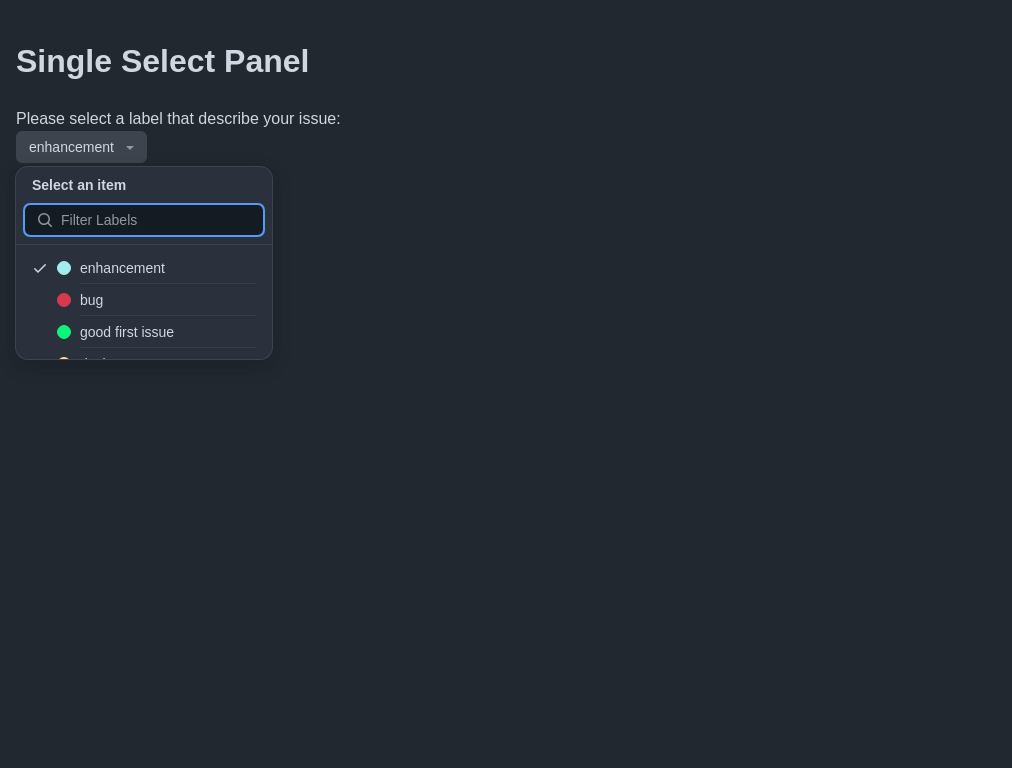 Single Select Panel
Please select a label that describe your issue:
enhancement
Select an item
Filter Labels
enhancement
bug
good first issue